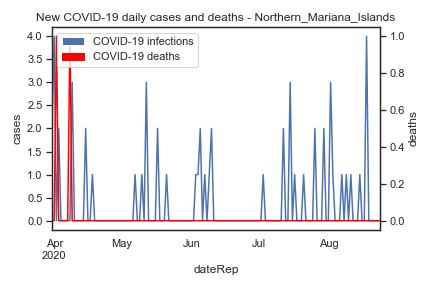 New COVID-19 daily cases and deaths - Northern_Mariana_Islands
COVID-19 infections
COVID-19 deaths
cases
4.0
3.5
3.0
2.5
2.0
1.5
1.0
0.5
0.0
deaths
1.0
0.8
0.6
0.4
0.2
0.0
Apr May Jun Jul Aug
2020
dateRep